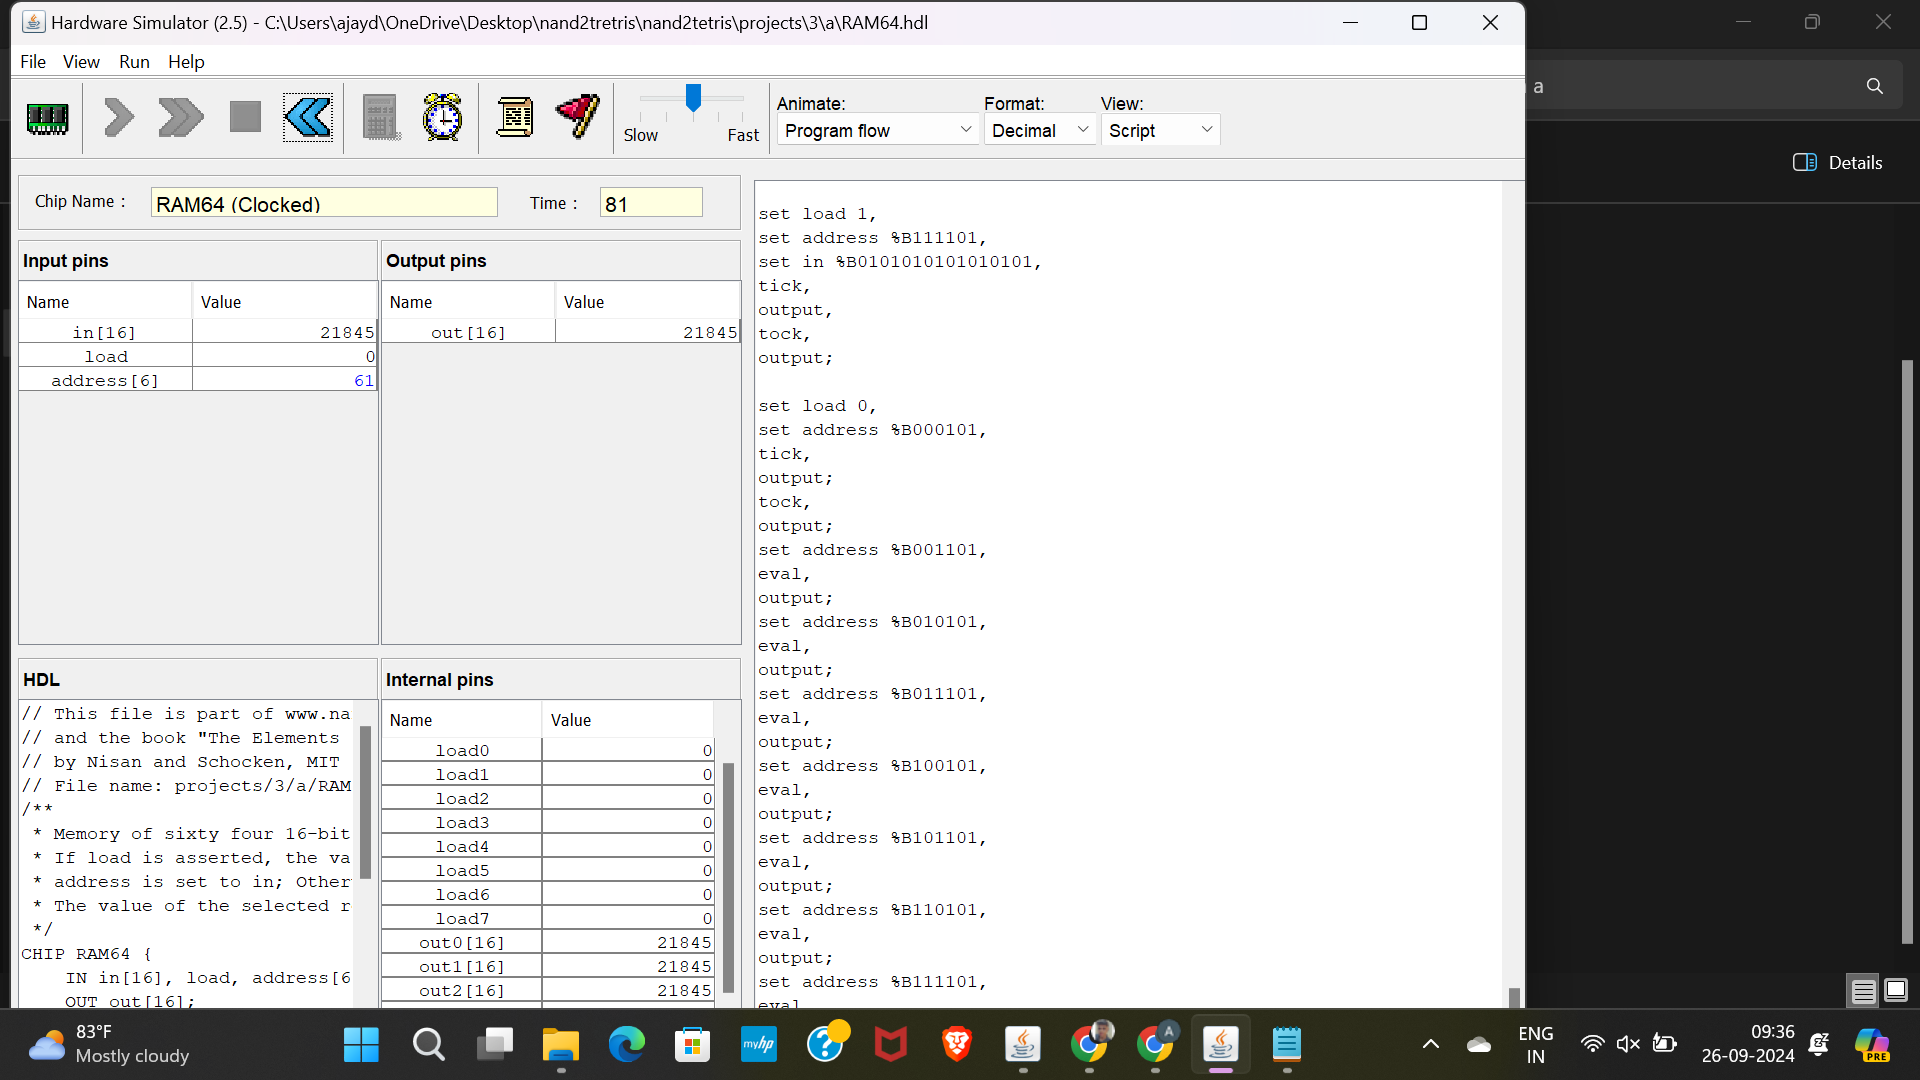 Hardware Simulator (2.5) - C:\Users\ajayd\OneDrive\Desktop\nand2tretris\nand2tetris\projects\3\a\RAM64.hdl
File View Run Help
Slow Fast
Animate: Format: View:
Program flow Decimal Script
a
Details
Chip Name : RAM64 (Clocked) Time : 81
Input pins
Name Value
in[16] 21845
load 0
address[6] 61
Output pins
Name Value
out[16] 21845
HDL
// This file is part of www.na
// and the book "The Elements
// by Nisan and Schocken, MIT
// File name: projects/3/a/RAM
/**
* Memory of sixty four 16-bit
* If load is asserted, the va
* address is set to in; Other
* The value of the selected r
*/
CHIP RAM64 {
IN in[16], load, address[6
OUT out[16];
Internal pins
Name Value
load0 0
load1 0
load2 0
load3 0
load4 0
load5 0
load6 0
load7 0
out0[16] 21845
out1[16] 21845
out2[16] 21845
set load 1,
set address %B111101,
set in %B0101010101010101,
tick,
output,
tock,
output;
set load 0,
set address %B000101,
tick,
output;
tock,
output;
set address %B001101,
eval,
output;
set address %B010101,
eval,
output;
set address %B011101,
eval,
output;
set address %B100101,
eval,
output;
set address %B101101,
eval,
output;
set address %B110101,
eval,
output;
set address %B111101,
eval
83°F
Mostly cloudy
myhp
A
ENG
IN
09:36
26-09-2024
PRE